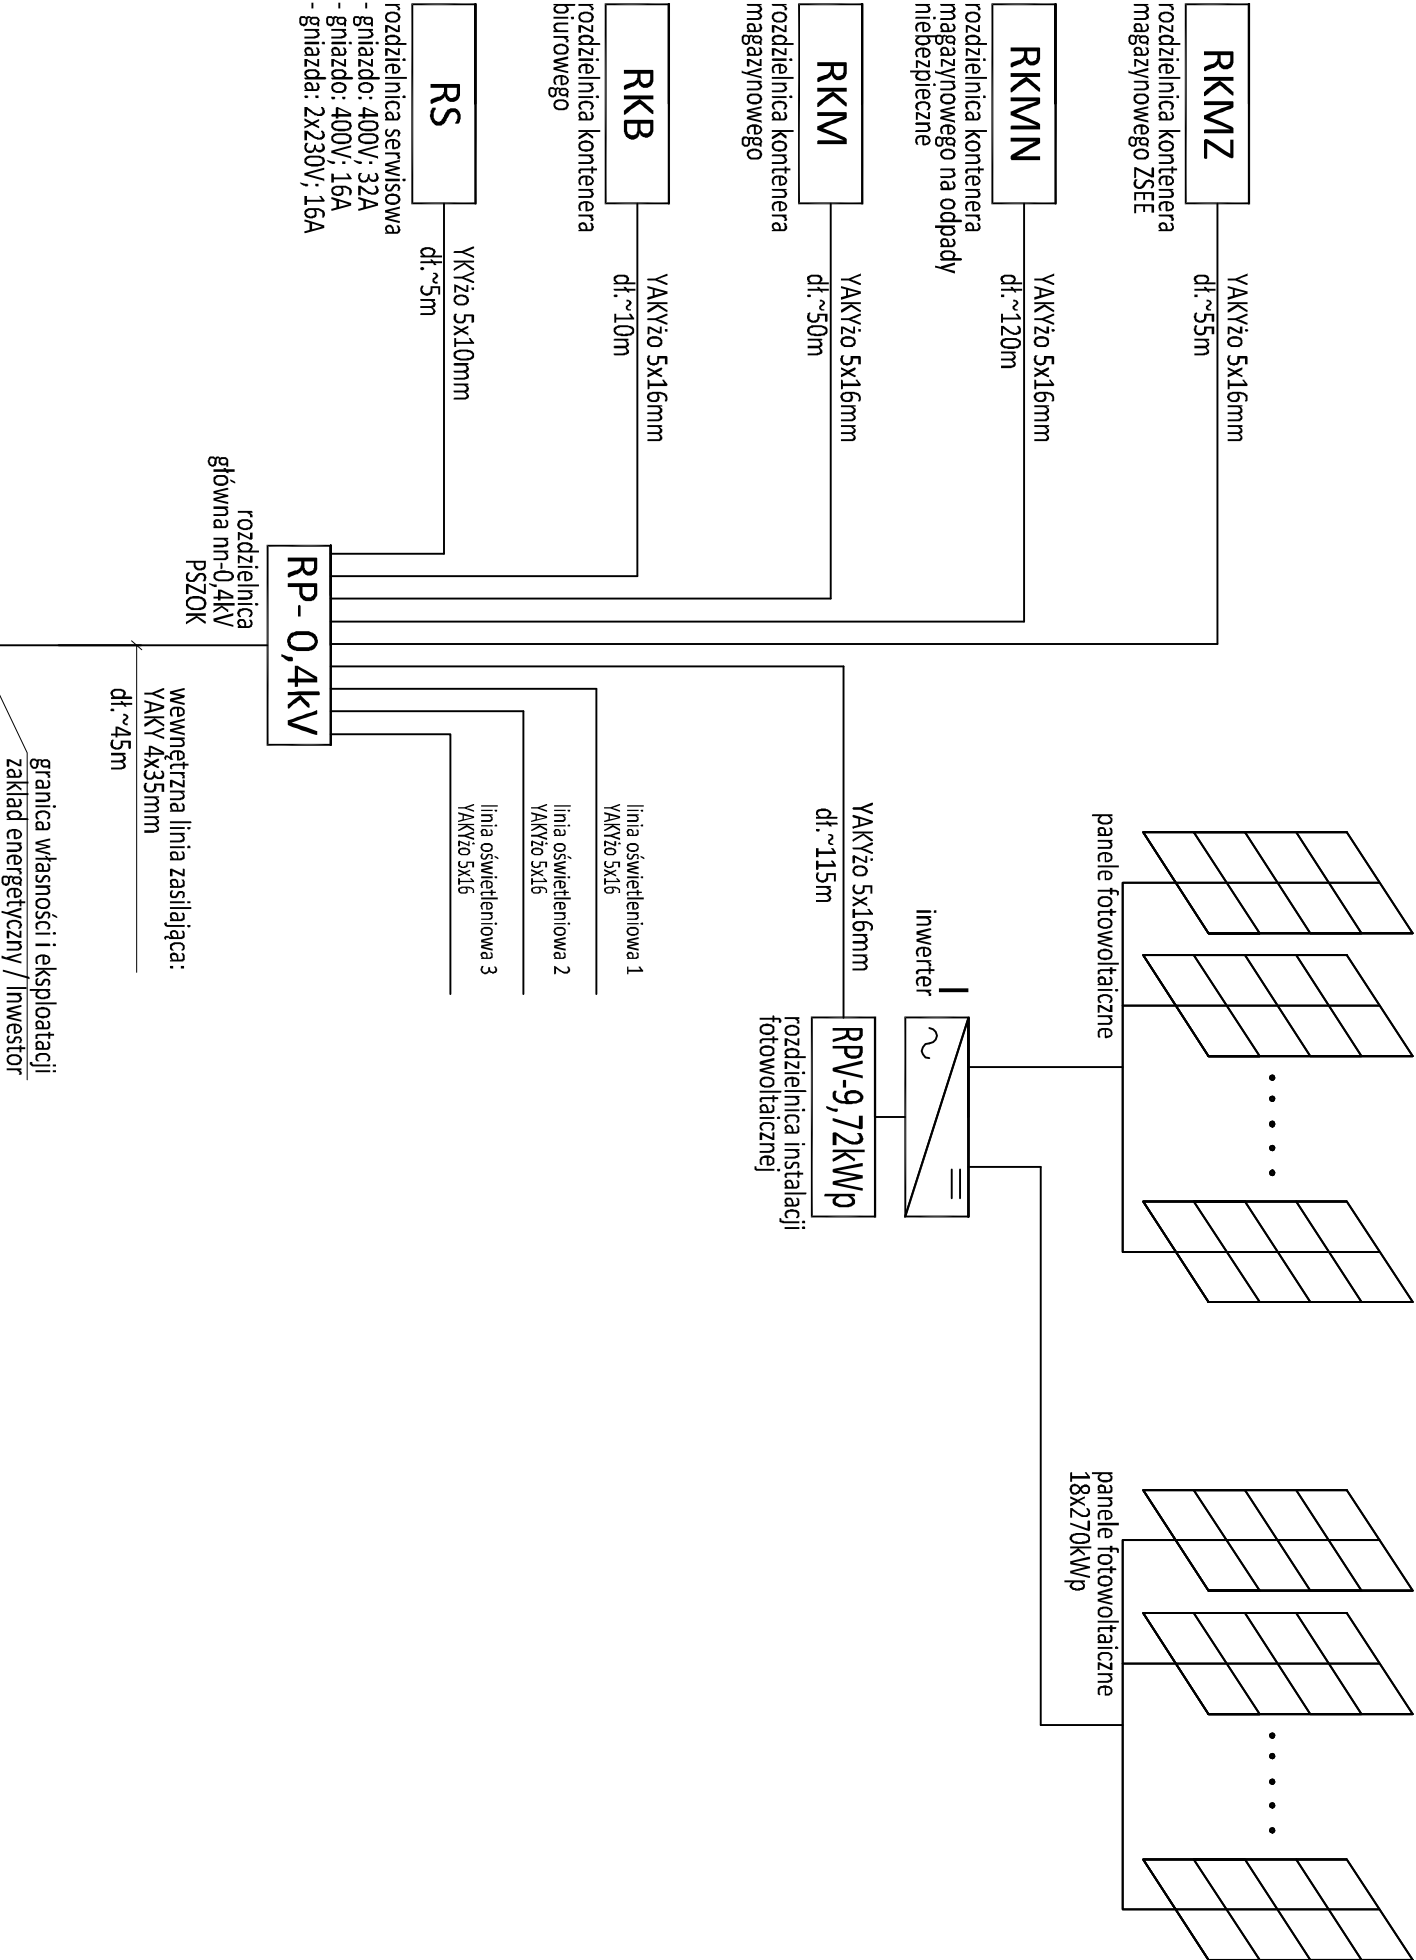 RKMZ
rozdzielnica kontenera
magazynowego ZSEE
YAKYżo 5x16mm
dł.~55m
RKMN
rozdzielnica kontenera
magazynowego na odpady
niebezpieczne
YAKYżo 5x16mm
dł.~120m
RKM
rozdzielnica kontenera
magazynowego
YAKYżo 5x16mm
dł.~50m
RKB
rozdzielnica kontenera
biurowego
YAKYżo 5x16mm
dł.~10m
RS
rozdzielnica serwisowa
- gniazdo: 400V; 32A
- gniazdo: 400V; 16A
- gniazda: 2x230V; 16A
YKYżo 5x10mm
dł.~5m
rozdzielnica
główna nn-0,4kV
PSZOK
RP- 0,4kV
panele fotowoltaiczne
panele fotowoltaiczne
18x270kWp
I
inwerter
RPV-9,72kWp
rozdzielnica instalacji
fotowoltaicznej
YAKYżo 5x16mm
dł.~115m
linia oświetleniowa 1
YAKYżo 5x16
linia oświetleniowa 2
YAKYżo 5x16
linia oświetleniowa 3
YAKYżo 5x16
wewnętrzna linia zasilająca:
YAKY 4x35mm
dł.~45m
granica własności i eksploatacji
zaklad energetyczny / Inwestor